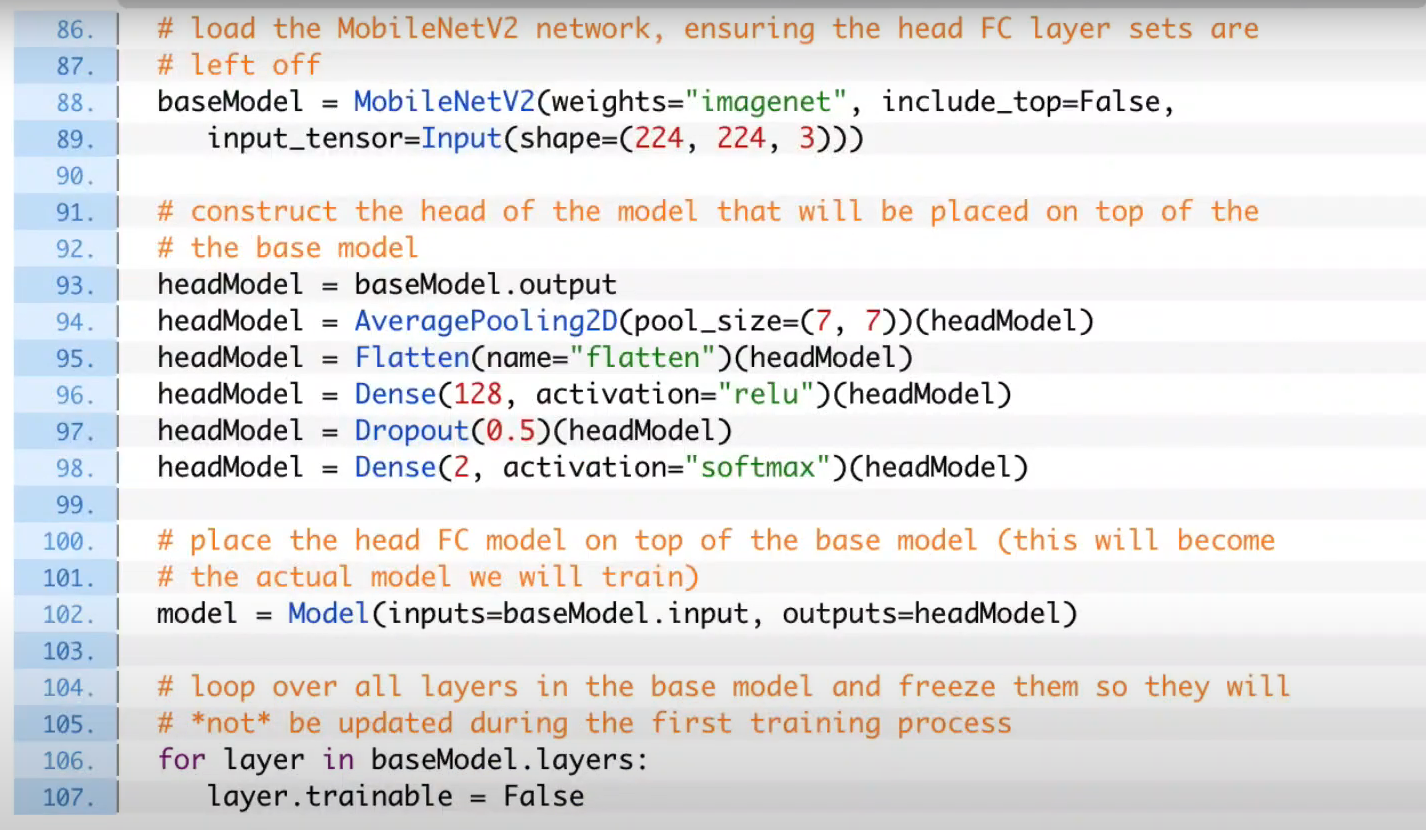 86. # load the MobileNetV2 network, ensuring the head FC layer sets are
87. # left off
88. baseModel = MobileNetV2(weights="imagenet", include_top=False,
89.    input_tensor=Input(shape=(224, 224, 3)))
90.
91. # construct the head of the model that will be placed on top of the
92. # the base model
93. headModel = baseModel.output
94. headModel = AveragePooling2D(pool_size=(7, 7))(headModel)
95. headModel = Flatten(name="flatten")(headModel)
96. headModel = Dense(128, activation="relu")(headModel)
97. headModel = Dropout(0.5)(headModel)
98. headModel = Dense(2, activation="softmax")(headModel)
99.
100. # place the head FC model on top of the base model (this will become
101. # the actual model we will train)
102. model = Model(inputs=baseModel.input, outputs=headModel)
103.
104. # loop over all layers in the base model and freeze them so they will
105. # *not* be updated during the first training process
106. for layer in baseModel.layers:
107.    layer.trainable = False